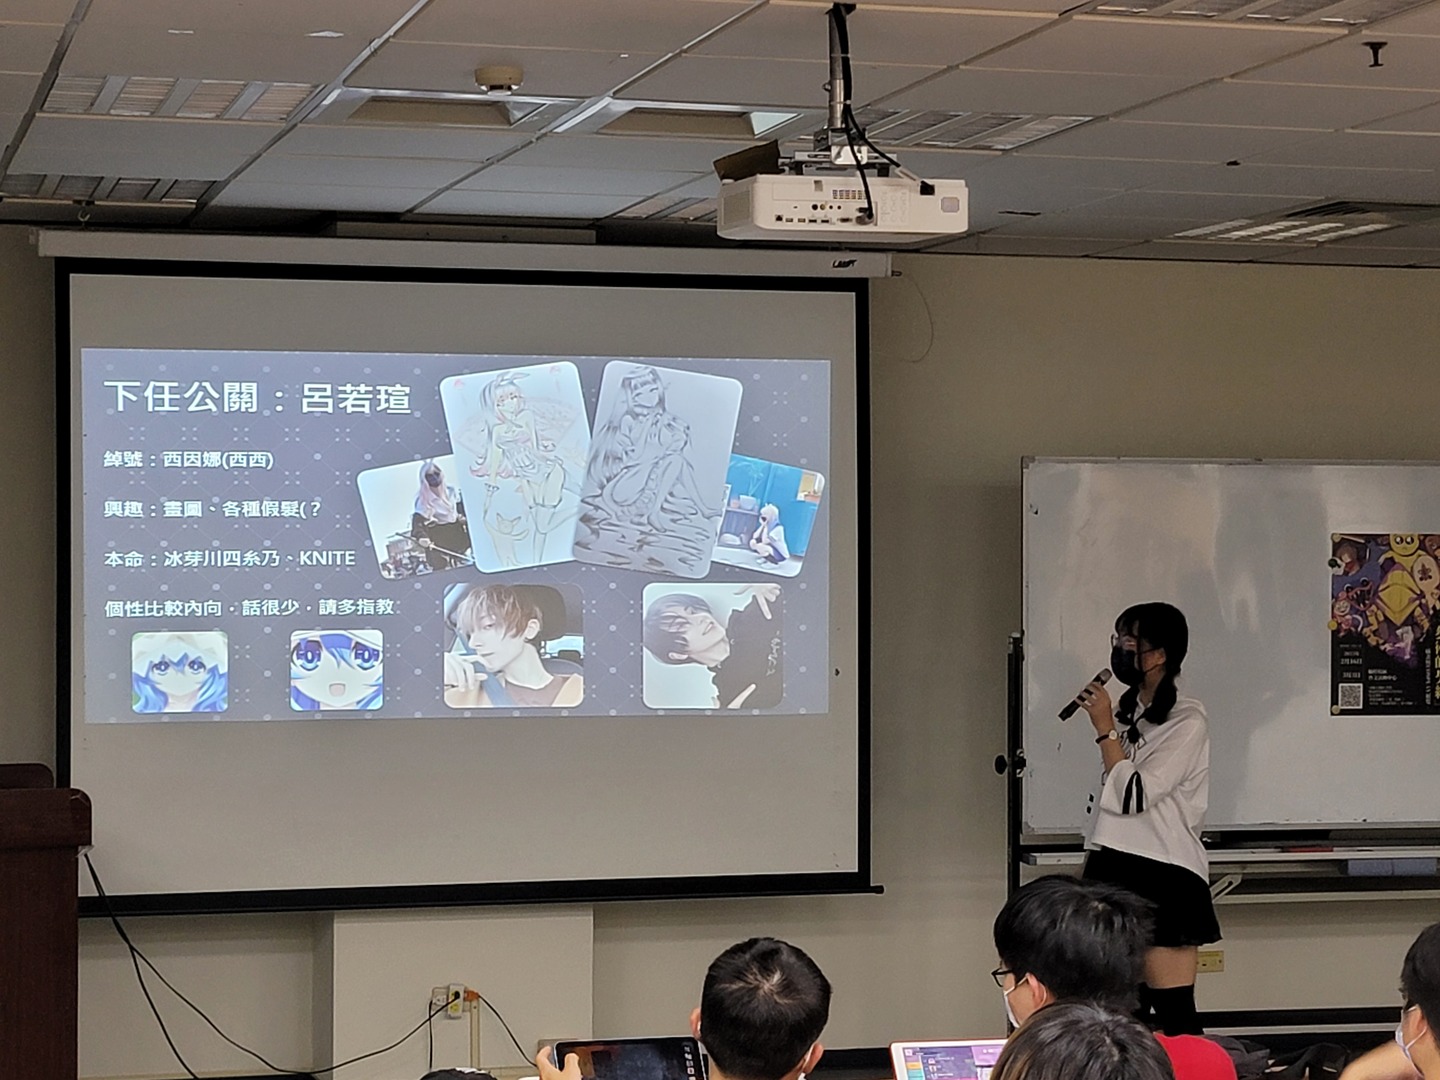 下任公關：呂若瑄
綽號：西因娜(西西)
興趣：畫圖、各種假髮(？
本命：冰芽川四糸乃、KNITE
個性比較內向，話很少，請多指教